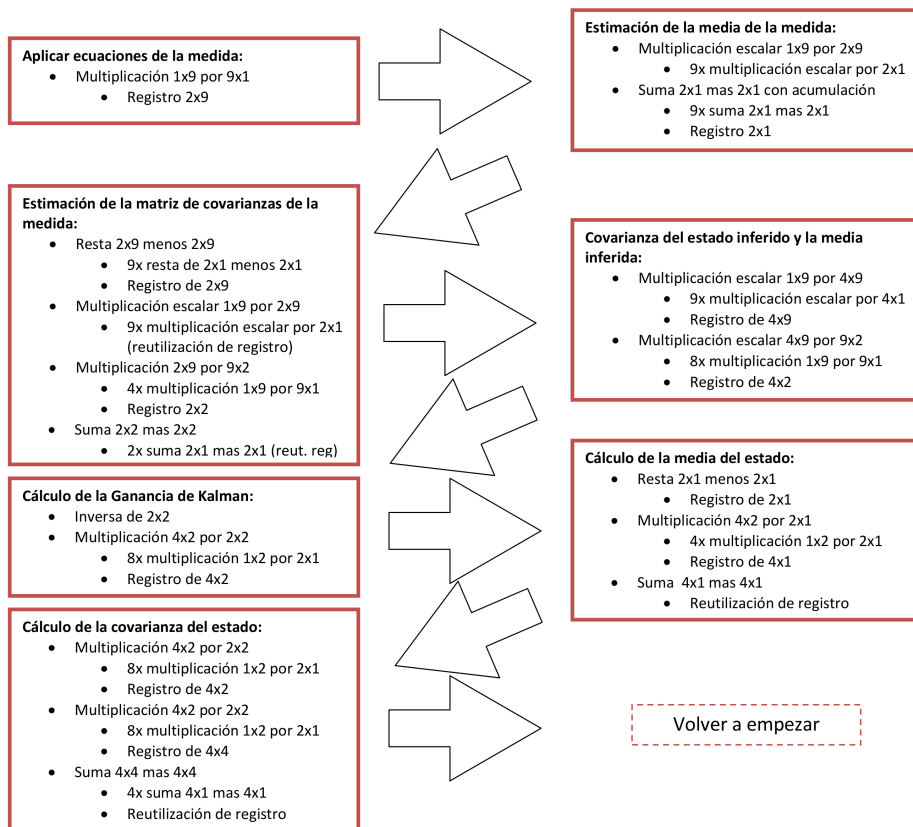 Aplicar ecuaciones de la medida:
• Multiplicación 1x9 por 9x1
• Registro 2x9
Estimación de la media de la medida:
• Multiplicación escalar 1x9 por 2x9
• 9x multiplicación escalar por 2x1
• Suma 2x1 mas 2x1 con acumulación
• 9x suma 2x1 mas 2x1
• Registro 2x1
Estimación de la matriz de covarianzas de la
medida:
• Resta 2x9 menos 2x9
• 9x resta de 2x1 menos 2x1
• Registro de 2x9
• Multiplicación escalar 1x9 por 2x9
• 9x multiplicación escalar por 2x1
(reutilización de registro)
• Multiplicación 2x9 por 9x2
• 4x multiplicación 1x9 por 9x1
• Registro 2x2
• Suma 2x2 mas 2x2
• 2x suma 2x1 mas 2x1 (reut. reg)
Covarianza del estado inferido y la media
inferida:
• Multiplicación escalar 1x9 por 4x9
• 9x multiplicación escalar por 4x1
• Registro de 4x9
• Multiplicación escalar 4x9 por 9x2
• 8x multiplicación 1x9 por 9x1
• Registro de 4x2
Cálculo de la Ganancia de Kalman:
• Inversa de 2x2
• Multiplicación 4x2 por 2x2
• 8x multiplicación 1x2 por 2x1
• Registro de 4x2
Cálculo de la media del estado:
• Resta 2x1 menos 2x1
• Registro de 2x1
• Multiplicación 4x2 por 2x1
• 4x multiplicación 1x2 por 2x1
• Registro de 4x1
• Suma 4x1 mas 4x1
• Reutilización de registro
Cálculo de la covarianza del estado:
• Multiplicación 4x2 por 2x2
• 8x multiplicación 1x2 por 2x1
• Registro de 4x2
• Multiplicación 4x2 por 2x2
• 8x multiplicación 1x2 por 2x1
• Registro de 4x4
• Suma 4x4 mas 4x4
• 4x suma 4x1 mas 4x1
• Reutilización de registro
Volver a empezar